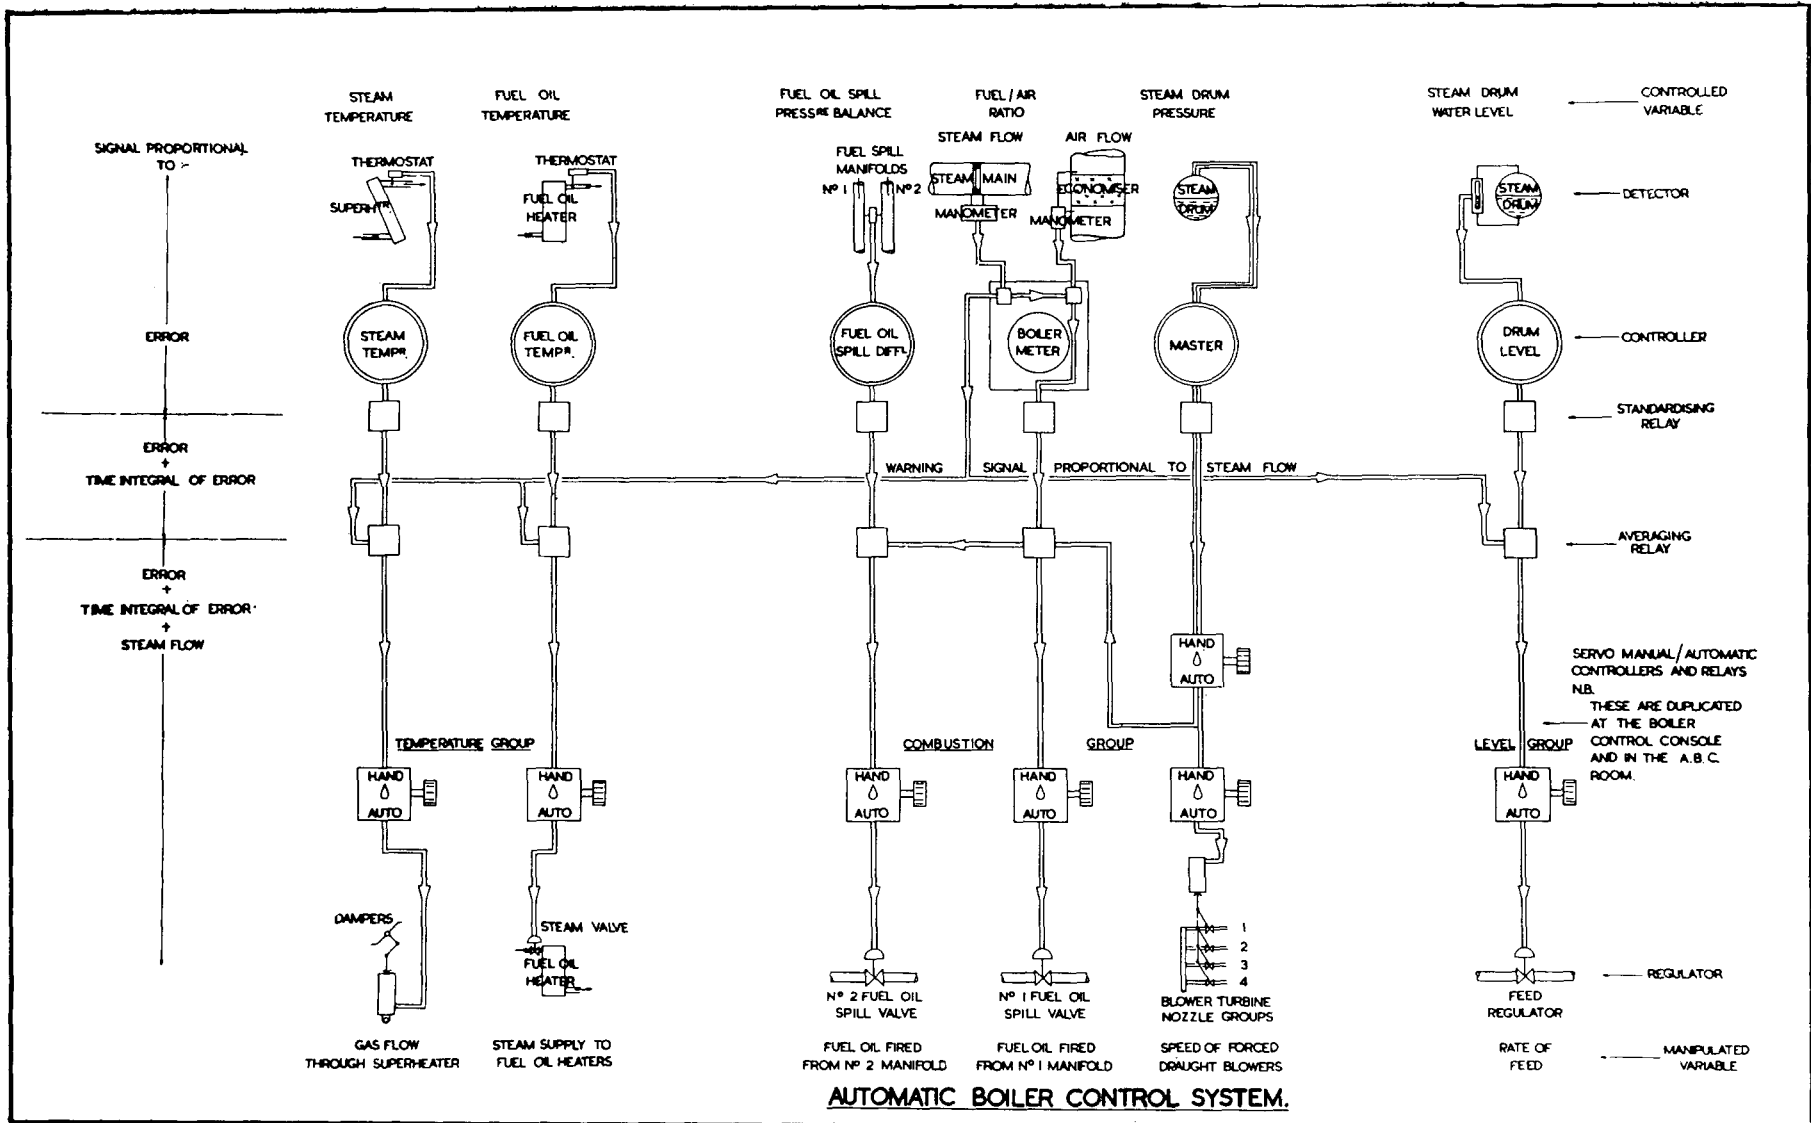 STEAM
TEMPERATURE
FUEL OIL
TEMPERATURE
FUEL OIL SPILL
PRESSRE BALANCE
FUEL/AIR
RATIO
STEAM DRUM
PRESSURE
STEAM DRUM
WATER LEVEL
CONTROLLED
VARIABLE
SIGNAL PROPORTIONAL
TO :-
THERMOSTAT
SUPERHTR
THERMOSTAT
FUEL OIL
HEATER
FUEL SPILL
MANIFOLDS
Nº 1
Nº 2
STEAM FLOW
STEAM MAIN
MANOMETER
AIR FLOW
ECONOMISER
MANOMETER
STEAM
DRUM
STEAM
DRUM
DETECTOR
ERROR
STEAM
TEMPR.
FUEL OIL
TEMPR.
FUEL OIL
SPILL DIFFL.
BOILER
METER
MASTER
DRUM
LEVEL
CONTROLLER
STANDARDISING
RELAY
ERROR
+
TIME INTEGRAL OF ERROR
WARNING SIGNAL PROPORTIONAL TO STEAM FLOW
AVERAGING
RELAY
ERROR
+
TIME INTEGRAL OF ERROR
+
STEAM FLOW
HAND
AUTO
SERVO MANUAL/AUTOMATIC
CONTROLLERS AND RELAYS
N.B.
THESE ARE DUPLICATED
AT THE BOILER
CONTROL CONSOLE
AND IN THE A.B.C.
ROOM.
TEMPERATURE GROUP
COMBUSTION GROUP
LEVEL GROUP
HAND
AUTO
HAND
AUTO
HAND
AUTO
HAND
AUTO
HAND
AUTO
HAND
AUTO
DAMPERS
STEAM VALVE
FUEL OIL
HEATER
1
2
3
4
REGULATOR
Nº 2 FUEL OIL
SPILL VALVE
Nº 1 FUEL OIL
SPILL VALVE
BLOWER TURBINE
NOZZLE GROUPS
FEED
REGULATOR
GAS FLOW
THROUGH SUPERHEATER
STEAM SUPPLY TO
FUEL OIL HEATERS
FUEL OIL FIRED
FROM Nº 2 MANIFOLD
FUEL OIL FIRED
FROM Nº 1 MANIFOLD
SPEED OF FORCED
DRAUGHT BLOWERS
RATE OF
FEED
MANIPULATED
VARIABLE
AUTOMATIC BOILER CONTROL SYSTEM.